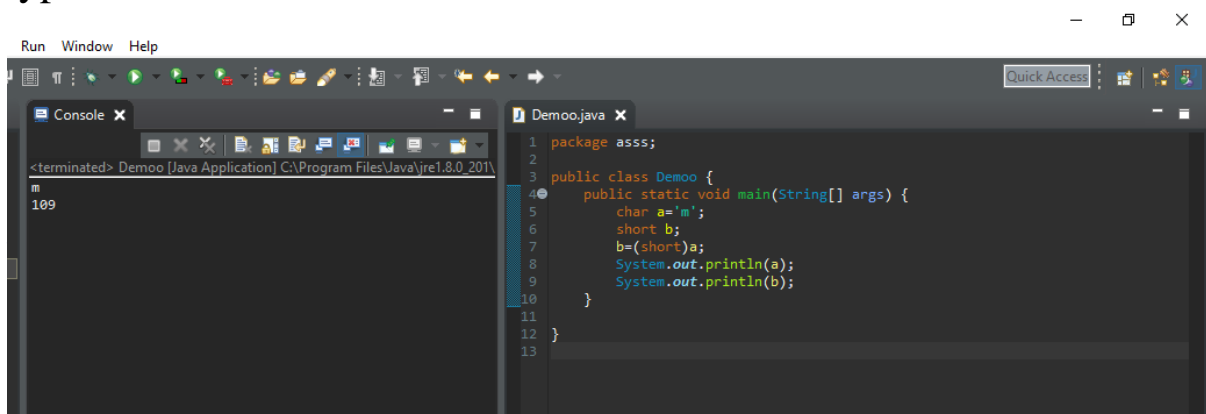 Run Window Help
Quick Access
Console
<terminated> Demoo [Java Application] C:\Program Files\Java\jre1.8.0_201\
m
109
Demoo.java
1 package asss;
2
3 public class Demoo {
4 public static void main(String[] args) {
5 char a='m';
6 short b;
7 b=(short)a;
8 System.out.println(a);
9 System.out.println(b);
10 }
11
12 }
13